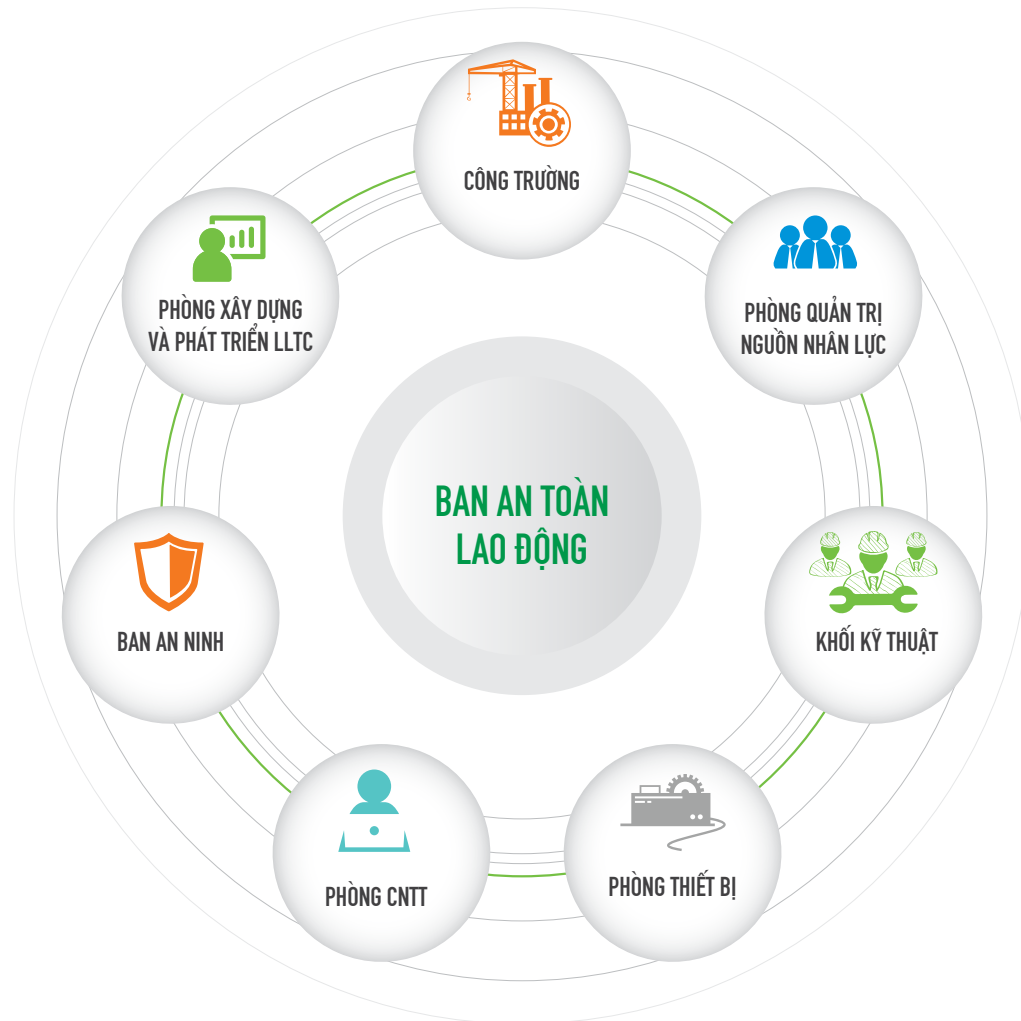 CÔNG TRƯỜNG
PHÒNG QUẢN TRỊ
NGUỒN NHÂN LỰC
KHỐI KỸ THUẬT
PHÒNG THIẾT BỊ
PHÒNG CNTT
BAN AN NINH
PHÒNG XÂY DỰNG
VÀ PHÁT TRIỂN LLTC
BAN AN TOÀN
LAO ĐỘNG